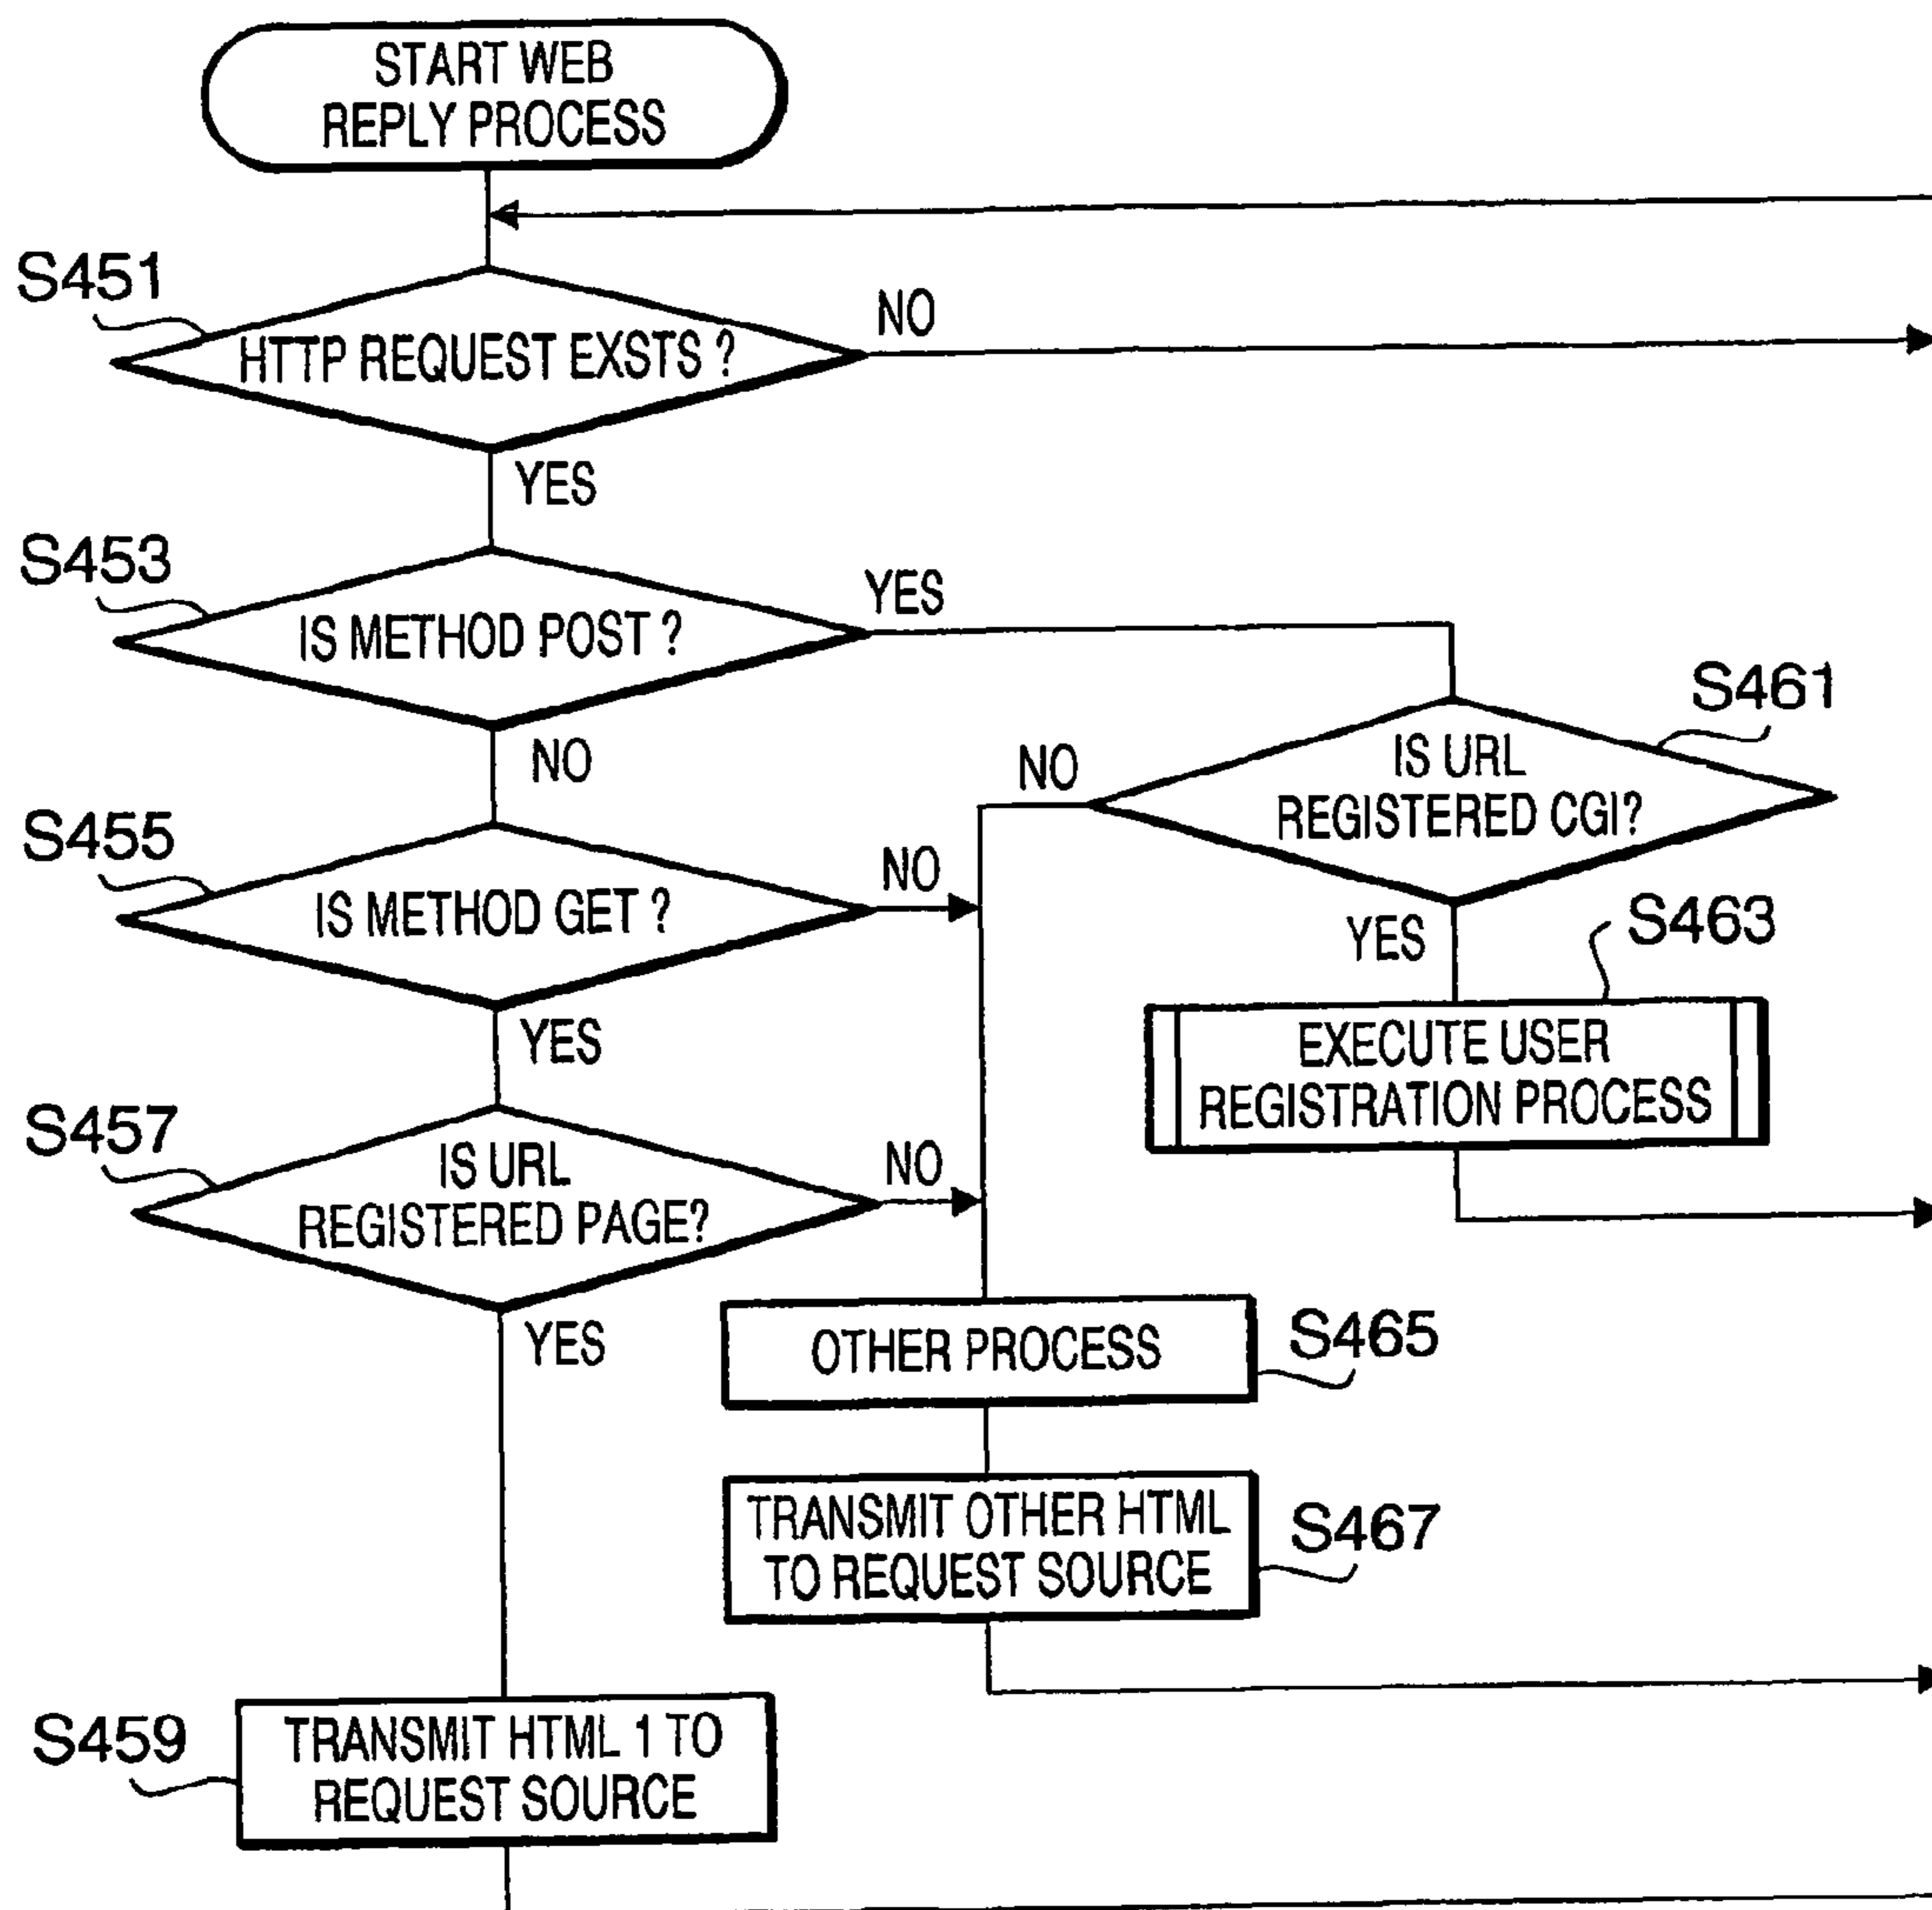 START WEB
REPLY PROCESS
S451
HTTP REQUEST EXSTS ?
NO
YES
S453
IS METHOD POST ?
YES
NO
S461
IS URL
REGISTERED CGI?
NO
YES
S455
IS METHOD GET ?
NO
YES
S463
EXECUTE USER
REGISTRATION PROCESS
S457
IS URL
REGISTERED PAGE?
NO
YES
OTHER PROCESS
S465
TRANSMIT OTHER HTML
TO REQUEST SOURCE
S467
S459
TRANSMIT HTML 1 TO
REQUEST SOURCE